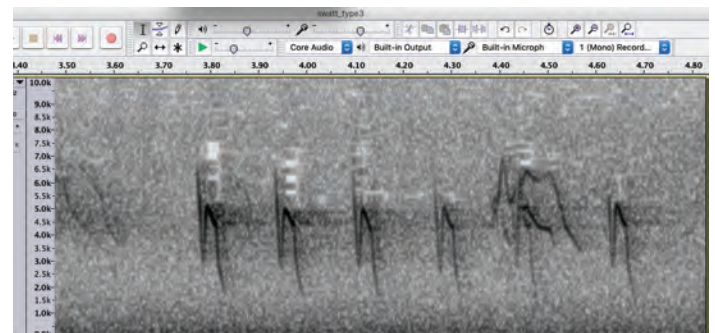 swatt_type3
Core Audio Built-in Output Built-in Microph 1 (Mono) Record...
3.50 3.60 3.70 3.80 3.90 4.00 4.10 4.20 4.30 4.40 4.50 4.60 4.70 4.80
10.0k
9.0k
8.5k
8.0k
7.0k
6.5k
6.0k
5.5k
5.0k
4.5k
4.0k
3.5k
3.0k
2.5k
2.0k
1.5k
1.0k